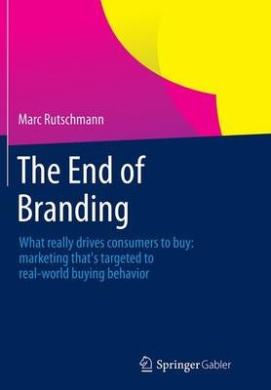 Marc Rutschmann
The End of
Branding
What really drives consumers to buy:
marketing that's targeted to
real-world buying behavior
Springer Gabler